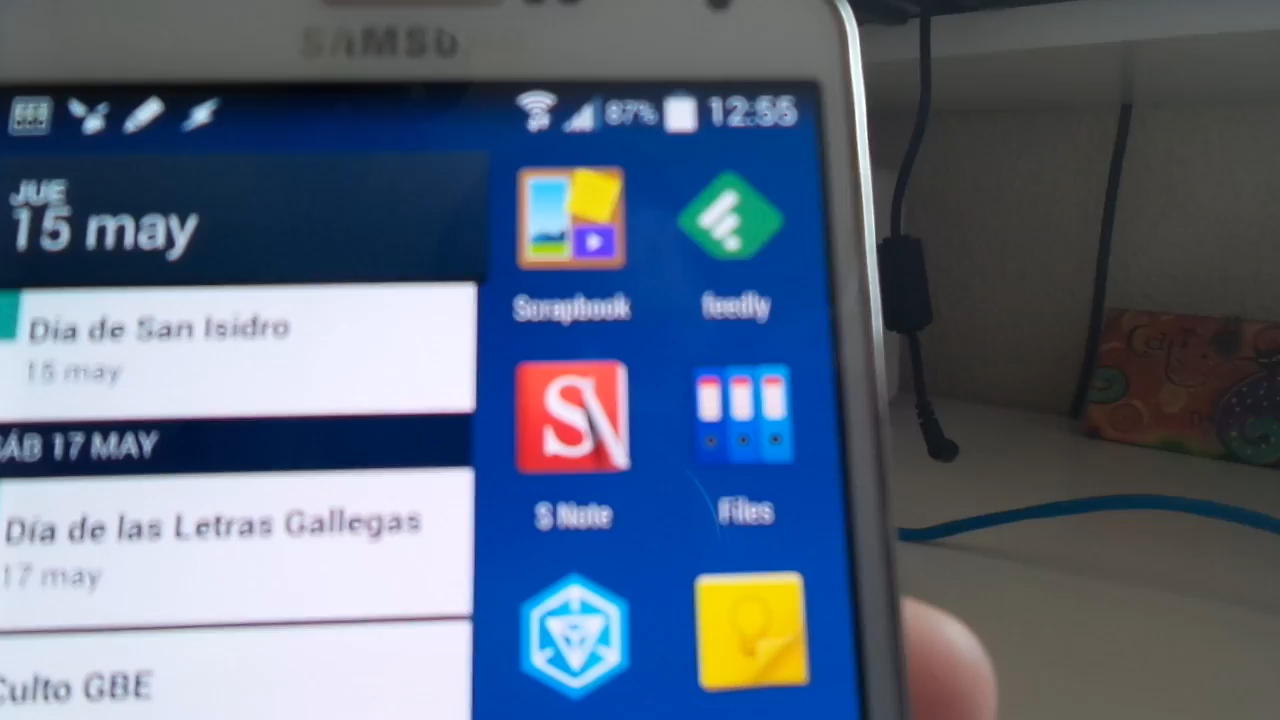 SAMSU
87% 12:55
JUE
15 may
Día de San Isidro
15 may
SÁB 17 MAY
Día de las Letras Gallegas
17 may
Culto GBE
Scrapbook
feedly
S Note
Files